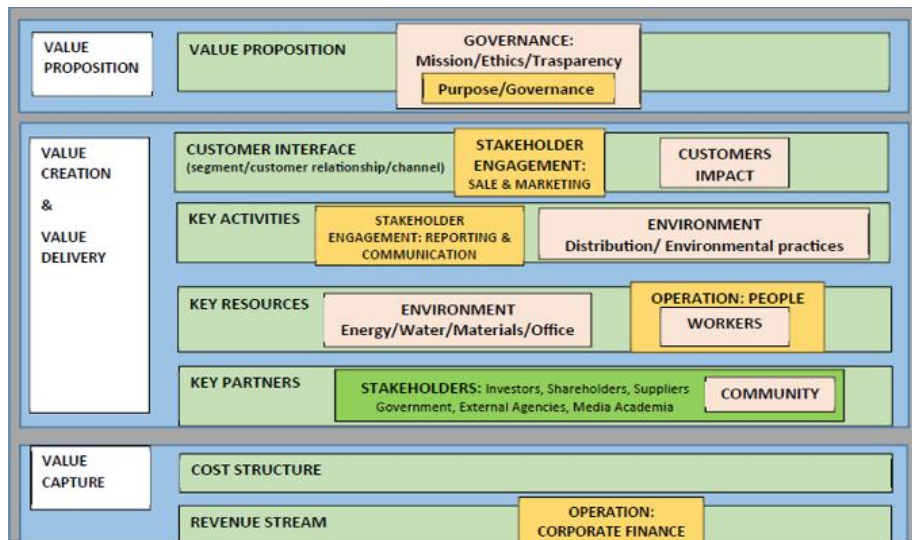 VALUE
PROPOSITION
VALUE PROPOSITION
GOVERNANCE:
Mission/Ethics/Trasparency
Purpose/Governance
VALUE
CREATION
&
VALUE
DELIVERY
CUSTOMER INTERFACE
(segment/customer relationship/channel)
STAKEHOLDER
ENGAGEMENT:
SALE & MARKETING
CUSTOMERS
IMPACT
KEY ACTIVITIES
STAKEHOLDER
ENGAGEMENT: REPORTING &
COMMUNICATION
ENVIRONMENT
Distribution/ Environmental practices
KEY RESOURCES
ENVIRONMENT
Energy/Water/Materials/Office
OPERATION: PEOPLE
WORKERS
KEY PARTNERS
STAKEHOLDERS: Investors, Shareholders, Suppliers
Government, External Agencies, Media Academia
COMMUNITY
VALUE
CAPTURE
COST STRUCTURE
REVENUE STREAM
OPERATION:
CORPORATE FINANCE